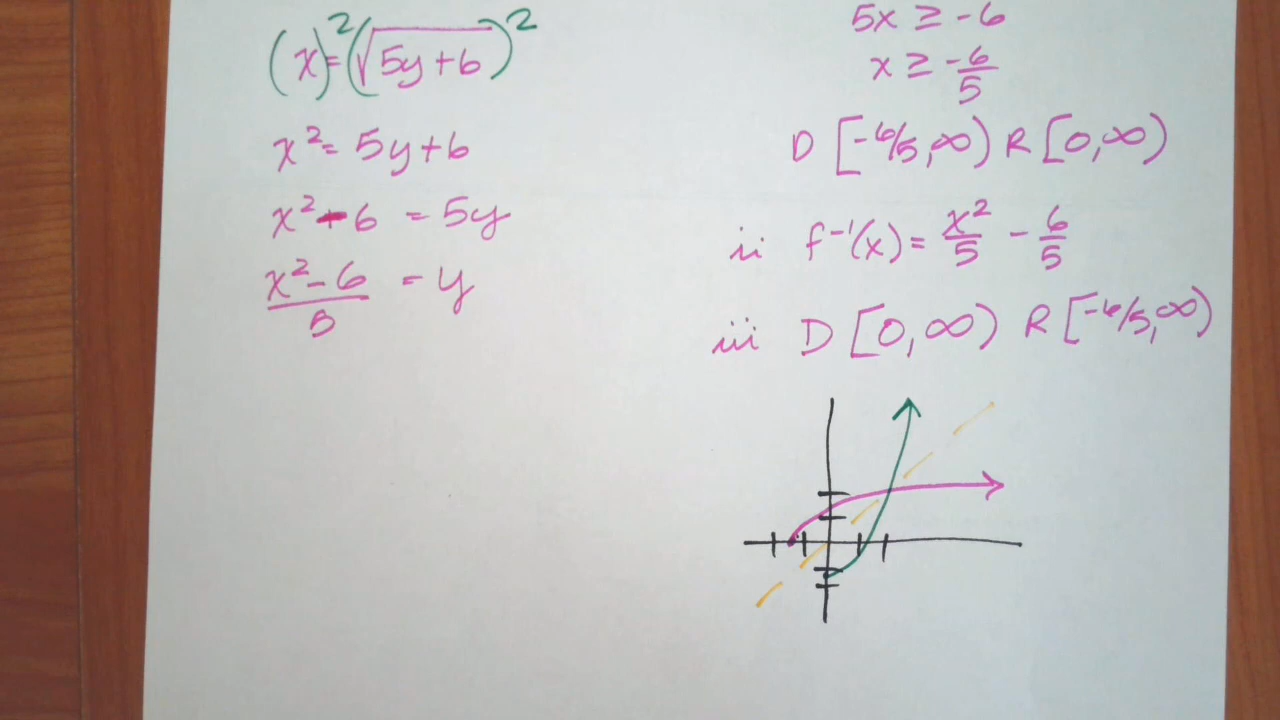 (x)²=(√5y+6)²
x²=5y+6
x²-6 = 5y
x²-6/5 = y
5x ≥ -6
x ≥ -6/5
D [-6/5,∞) R [0,∞)
ii f⁻¹(x) = x²/5 - 6/5
iii D [0,∞) R [-6/5,∞)